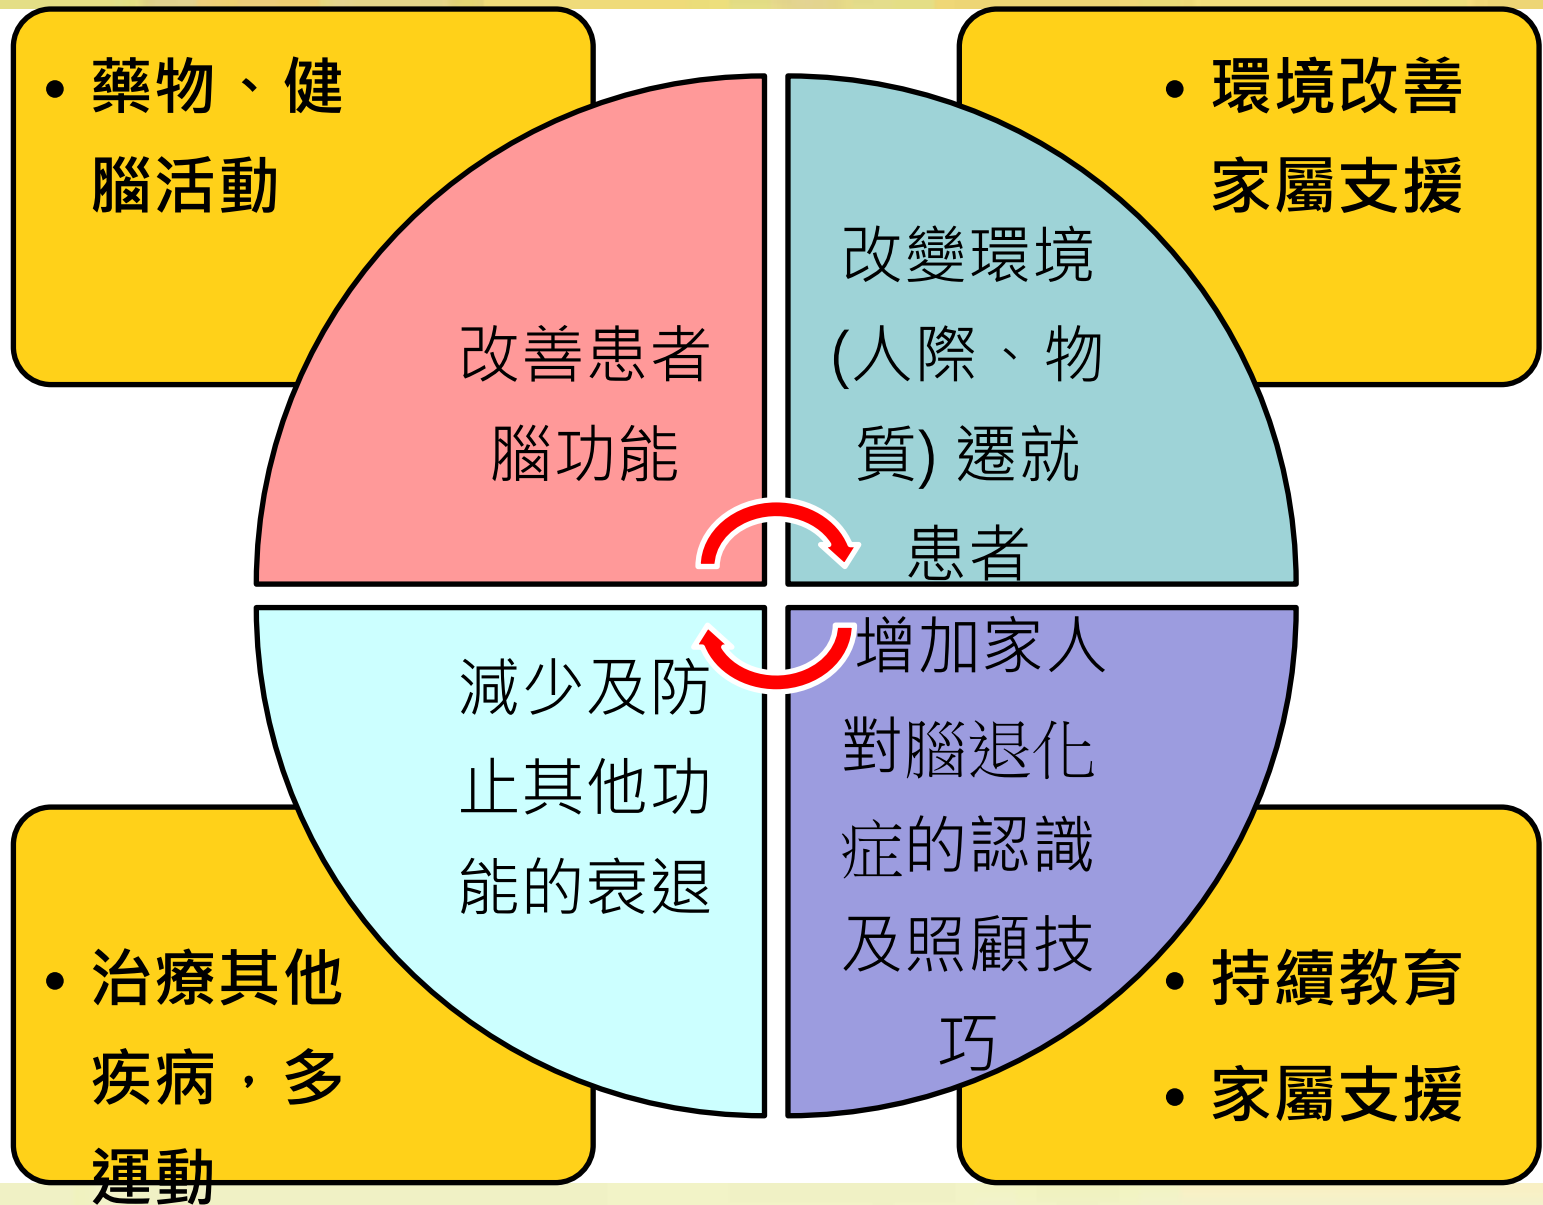 • 藥物、健
腦活動
• 環境改善
家屬支援
改善患者
腦功能
改變環境
(人際、物
質) 遷就
患者
減少及防
止其他功
能的衰退
增加家人
對腦退化
症的認識
及照顧技
巧
• 治療其他
疾病，多
運動
• 持續教育
• 家屬支援